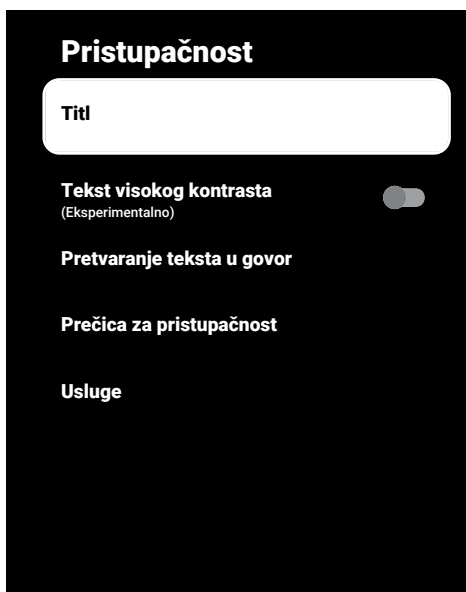 Pristupačnost
Titl
Tekst visokog kontrasta
(Eksperimentalno)
Pretvaranje teksta u govor
Prečica za pristupačnost
Usluge